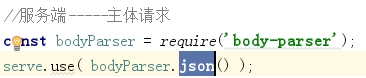 //服务端-----主体请求
const bodyParser = require('body-parser');
serve.use( bodyParser.json() );